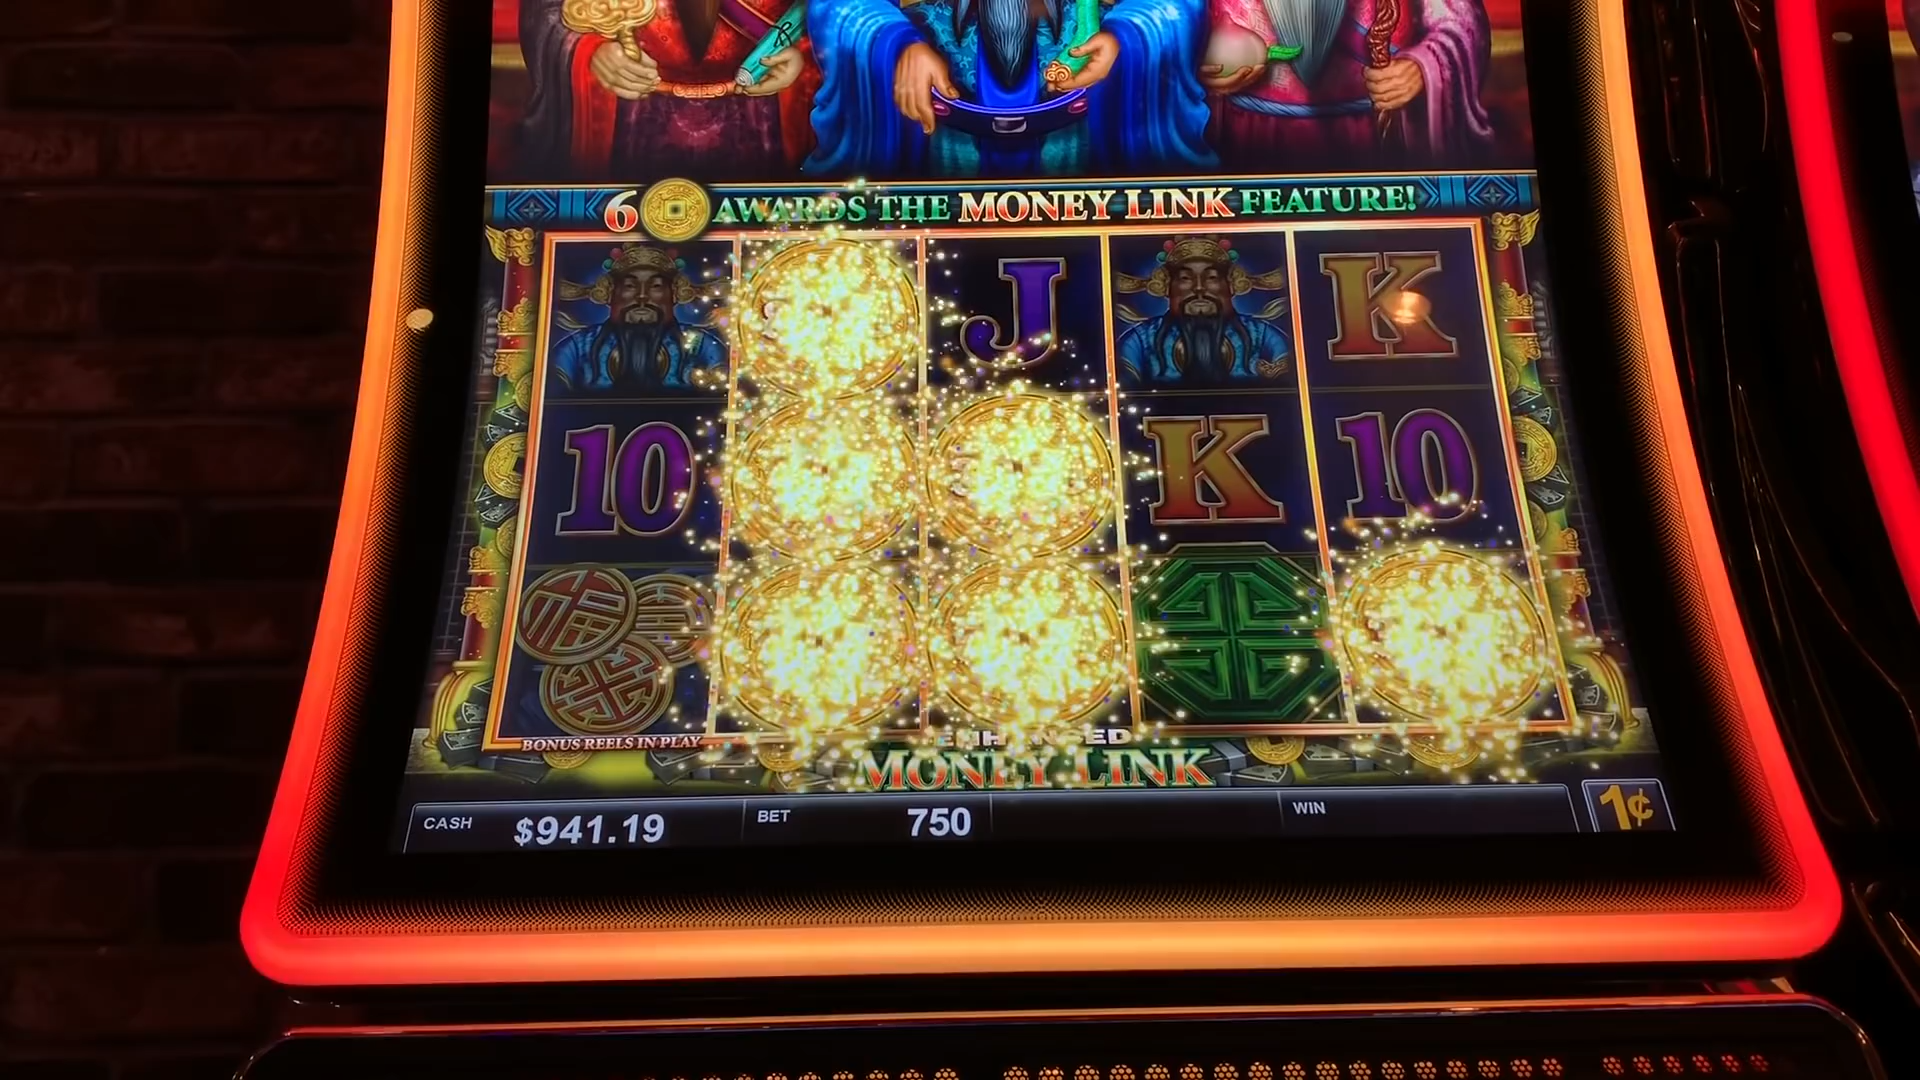 6 AWARDS THE MONEY LINK FEATURE!
J K
10 K 10
BONUS REELS IN PLAY
ENHANCED
MONEY LINK
CASH $941.19 BET 750 WIN 1¢